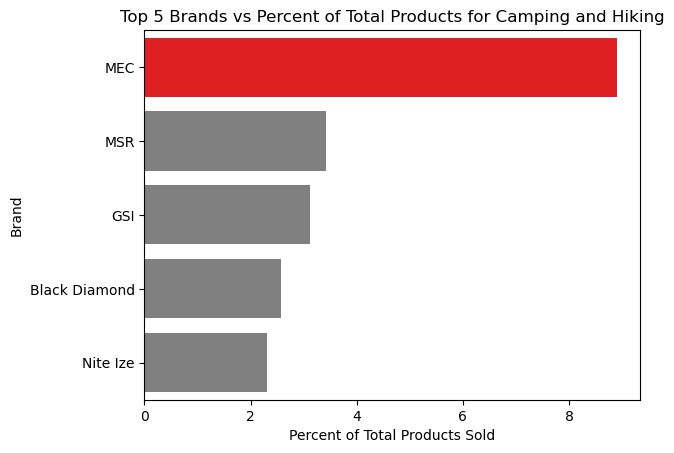 Top 5 Brands vs Percent of Total Products for Camping and Hiking
Brand
MEC
MSR
GSI
Black Diamond
Nite Ize
0 2 4 6 8
Percent of Total Products Sold